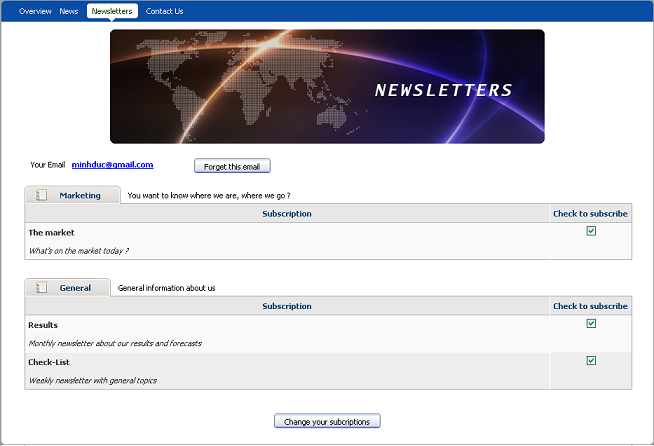 Overview News Newsletters Contact Us
NEWSLETTERS
Your Email minhduc@gmail.com Forget this email
Marketing You want to know where we are, where we go ?
Subscription Check to subscribe
The market
What's on the market today ?
General General information about us
Subscription Check to subscribe
Results
Monthly newsletter about our results and forecasts
Check-List
Weekly newsletter with general topics
Change your subcriptions